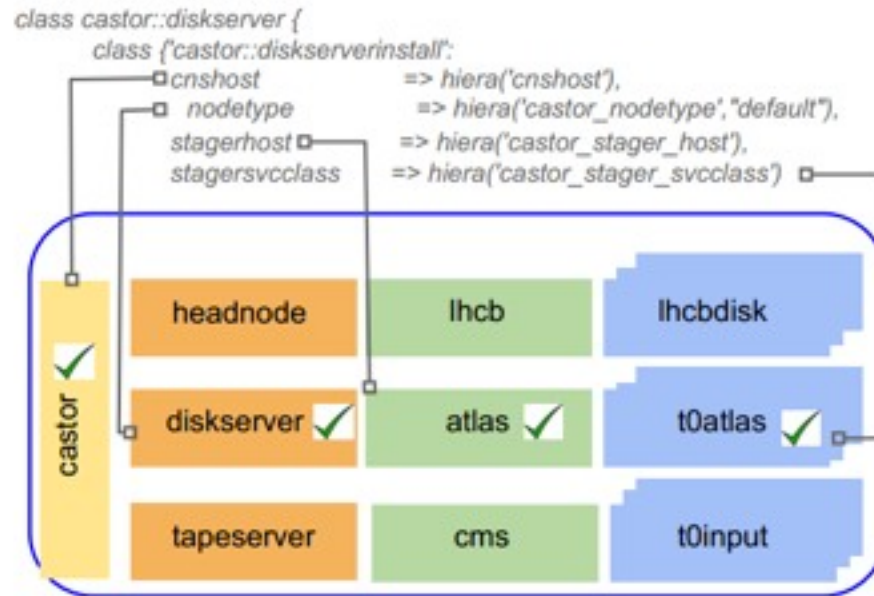 class castor::diskserver {
class {'castor::diskserverinstall':
cnshost => hiera('cnshost'),
nodetype => hiera('castor_nodetype',"default"),
stagerhost => hiera('castor_stager_host'),
stagersvcclass => hiera('castor_stager_svcclass')
castor
headnode lhcb lhcbdisk
diskserver atlas t0atlas
tapeserver cms t0input